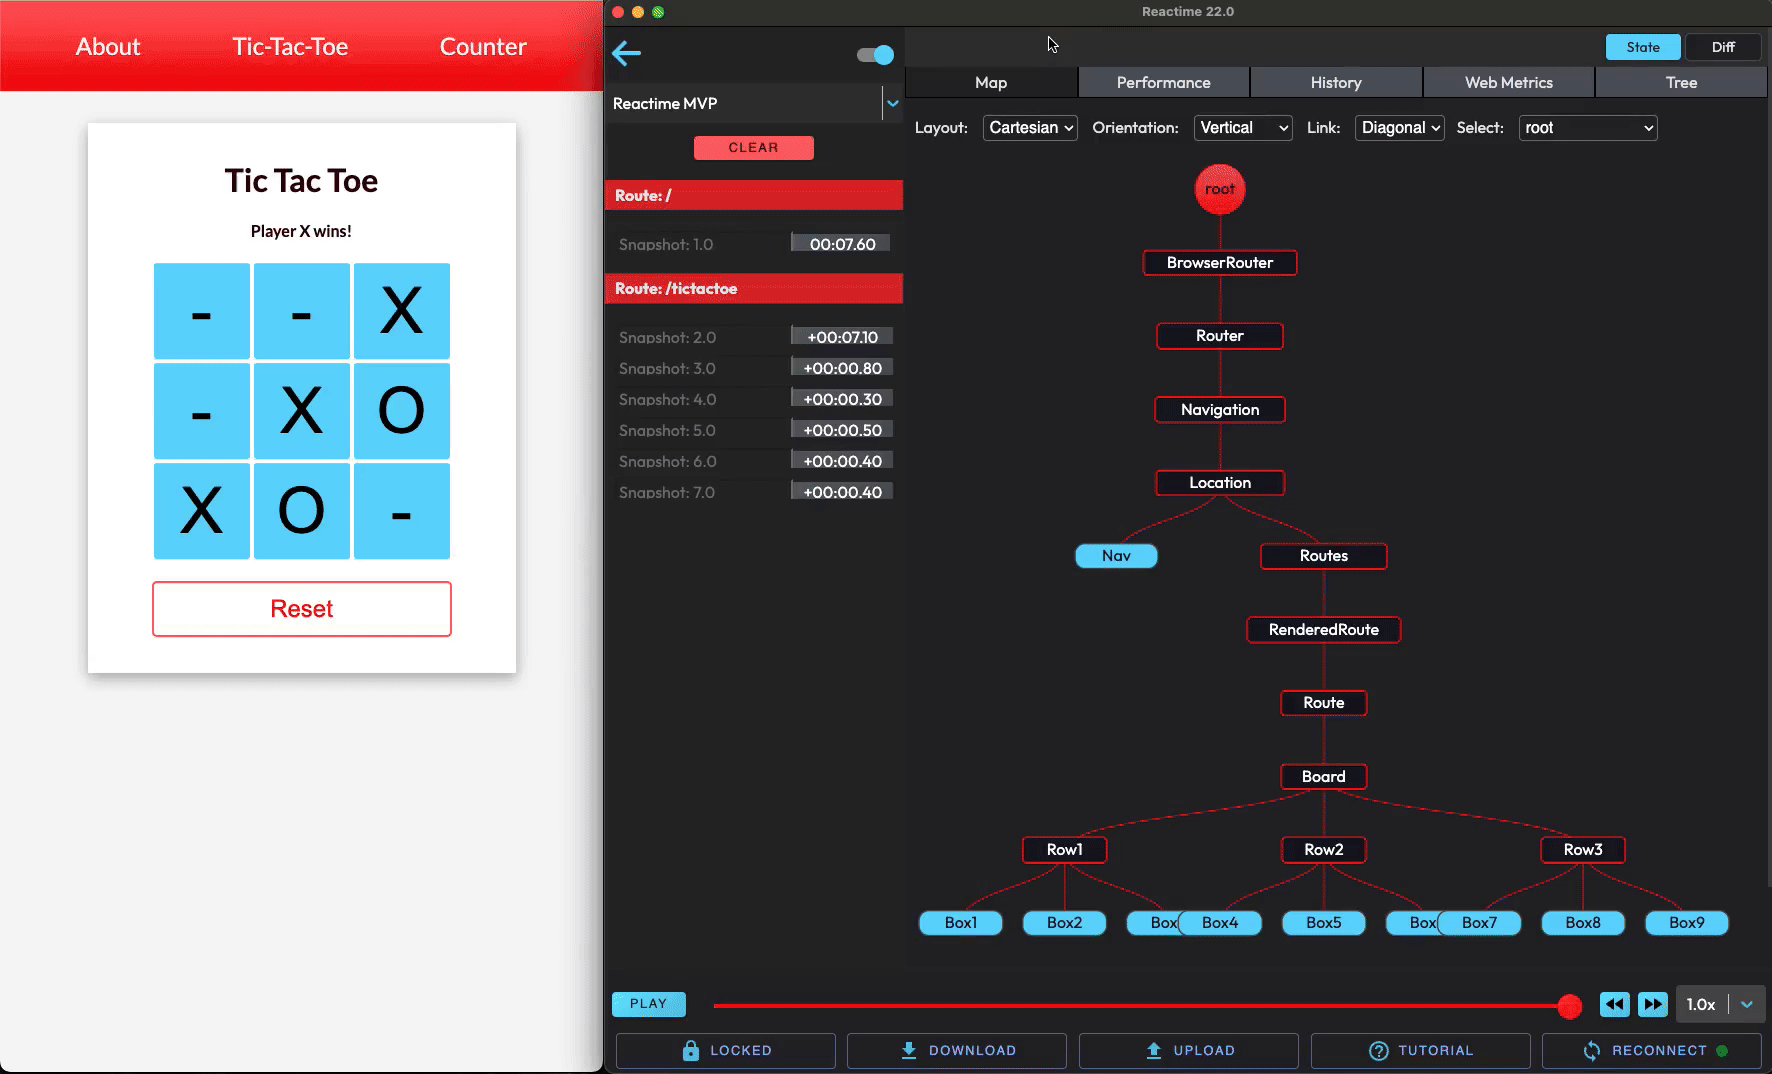 About Tic-Tac-Toe Counter
Tic Tac Toe
Player X wins!
- - X
- X O
X O -
Reset
Reactime 22.0
State Diff
Reactime MVP
CLEAR
Route: /
Snapshot: 1.0 00:07.60
Route: /tictactoe
Snapshot: 2.0 +00:07.10
Snapshot: 3.0 +00:00.80
Snapshot: 4.0 +00:00.30
Snapshot: 5.0 +00:00.50
Snapshot: 6.0 +00:00.40
Snapshot: 7.0 +00:00.40
Map Performance History Web Metrics Tree
Layout: Cartesian Orientation: Vertical Link: Diagonal Select: root
root
BrowserRouter
Router
Navigation
Location
Nav Routes
RenderedRoute
Route
Board
Row1 Row2 Row3
Box1 Box2 Box Box4 Box5 Box Box7 Box8 Box9
PLAY 1.0x
LOCKED DOWNLOAD UPLOAD TUTORIAL RECONNECT